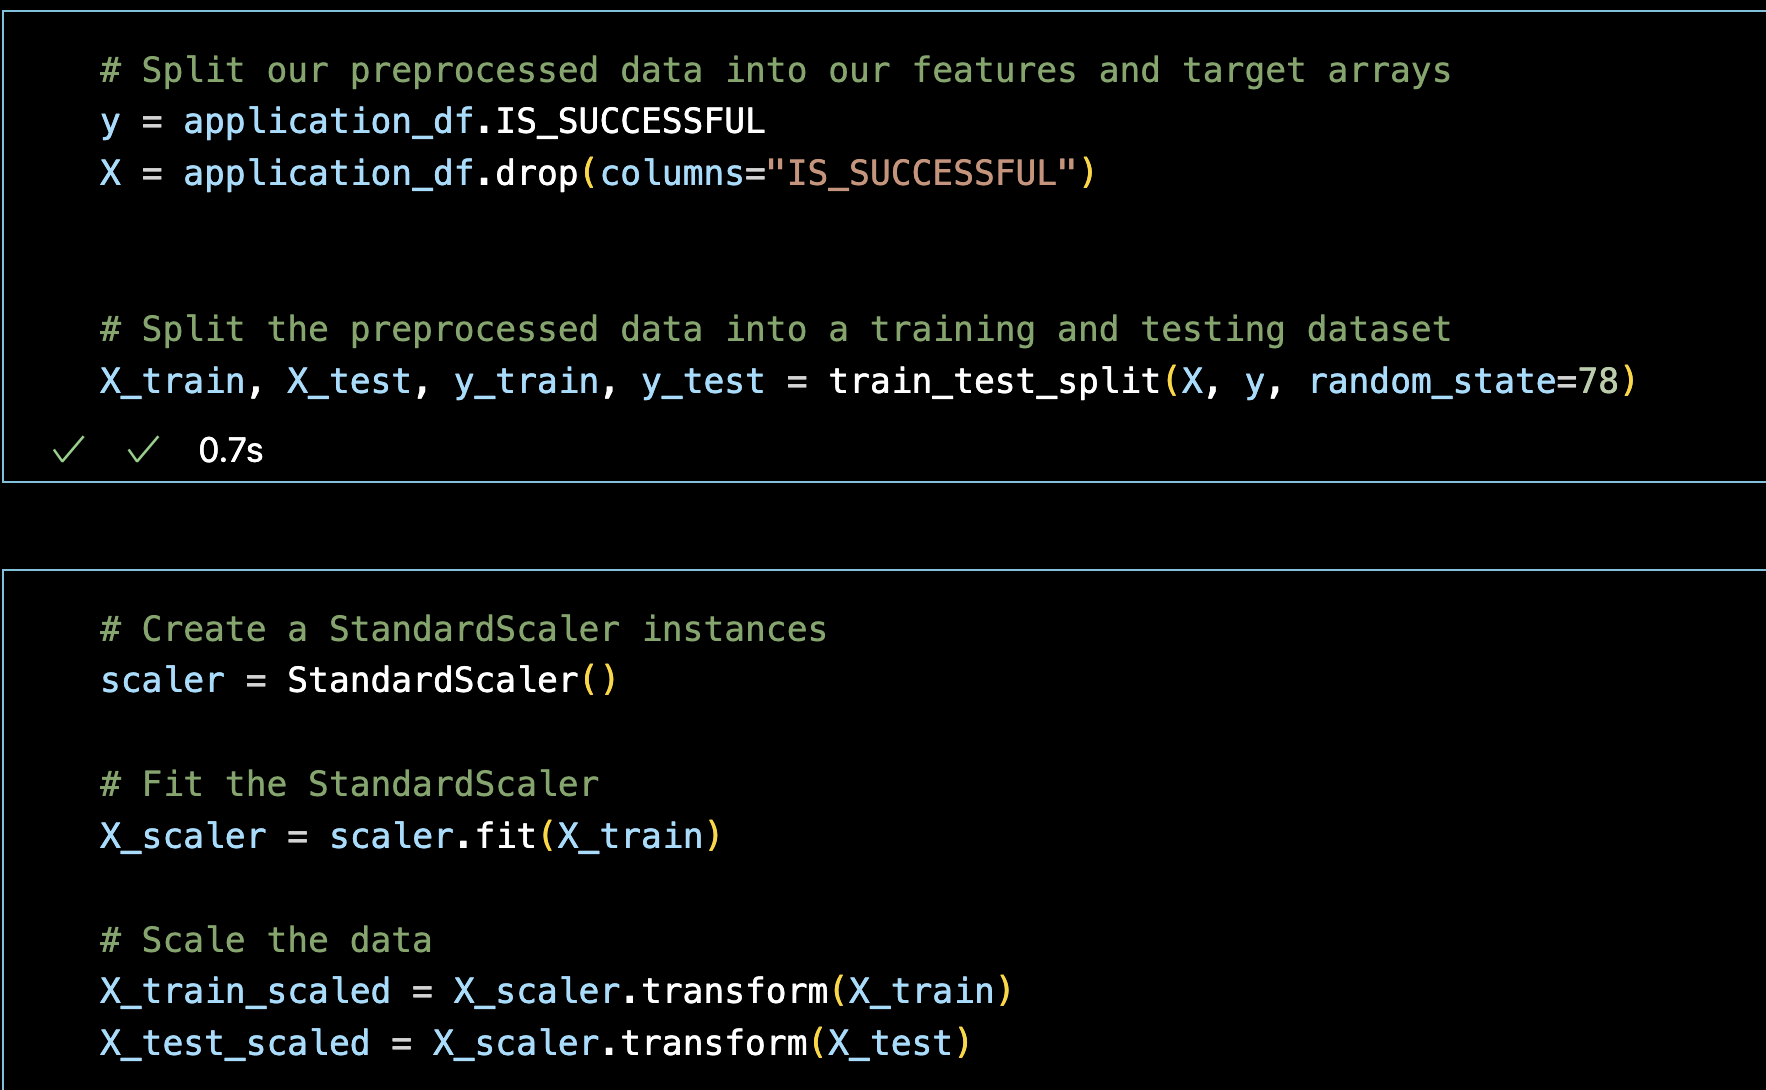 # Split our preprocessed data into our features and target arrays
y = application_df.IS_SUCCESSFUL
X = application_df.drop(columns="IS_SUCCESSFUL")
# Split the preprocessed data into a training and testing dataset
X_train, X_test, y_train, y_test = train_test_split(X, y, random_state=78)
✓ ✓ 0.7s
# Create a StandardScaler instances
scaler = StandardScaler()
# Fit the StandardScaler
X_scaler = scaler.fit(X_train)
# Scale the data
X_train_scaled = X_scaler.transform(X_train)
X_test_scaled = X_scaler.transform(X_test)